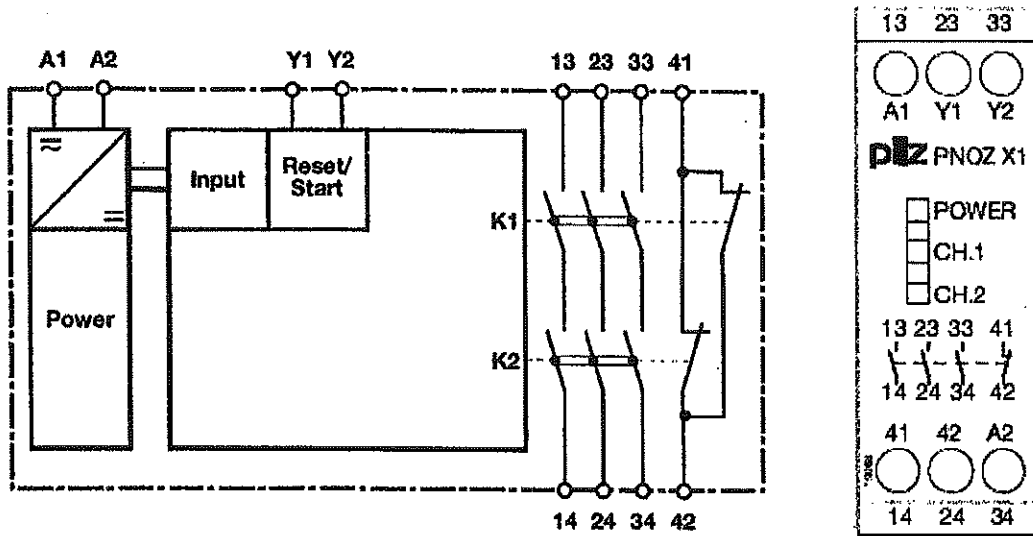 A1 A2 Y1 Y2 13 23 33 41
Input
Reset/
Start
K1
Power
K2
14 24 34 42
13 23 33
A1 Y1 Y2
pilz PNOZ X1
POWER
CH.1
CH.2
13 23 33 41
14 24 34 42
41 42 A2
14 24 34